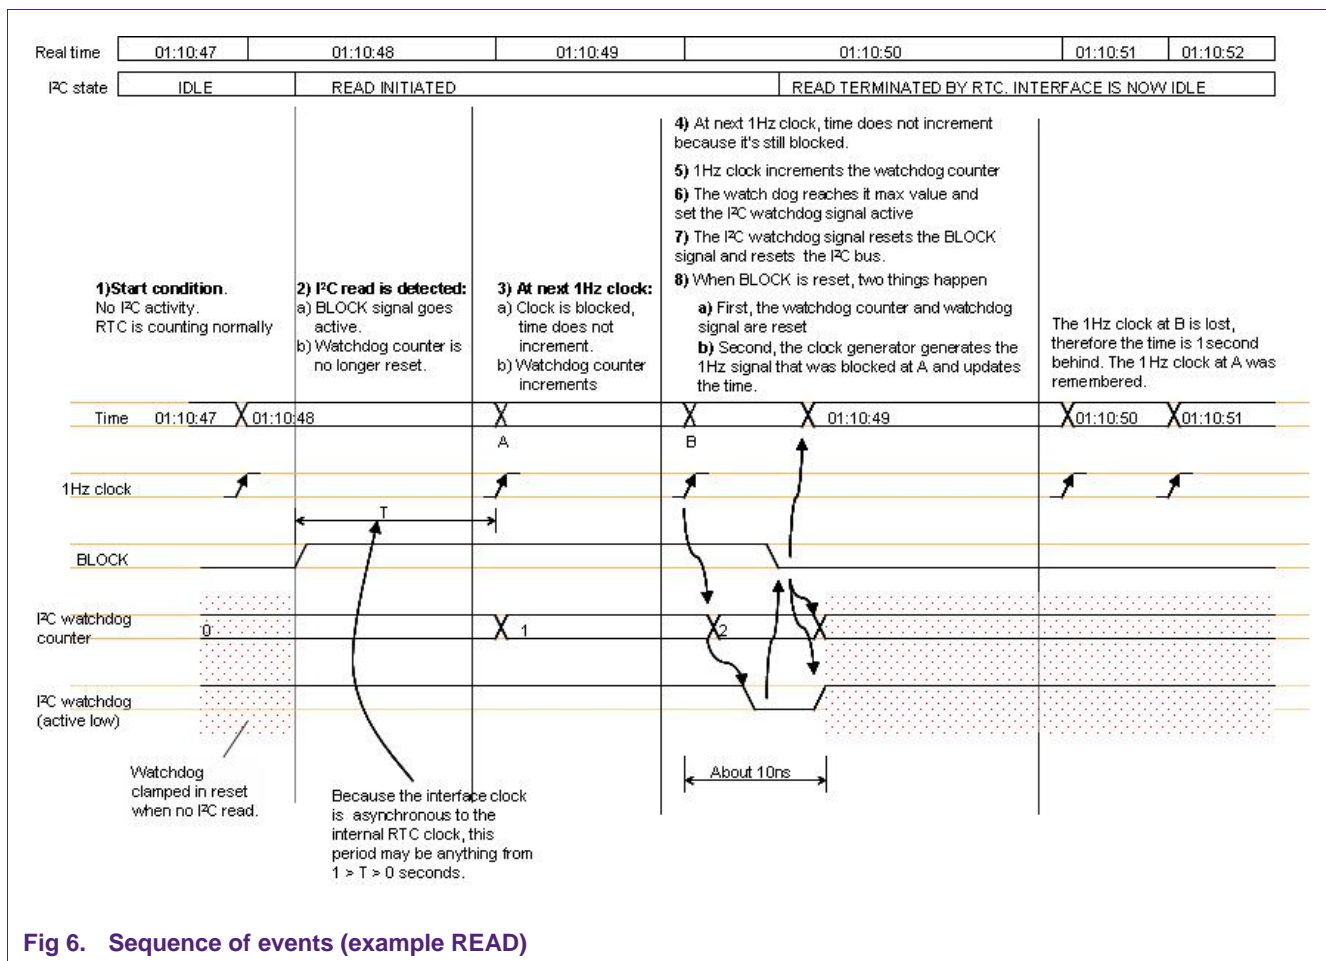 Real time 01:10:47 01:10:48 01:10:49 01:10:50 01:10:51 01:10:52
I²C state IDLE READ INITIATED READ TERMINATED BY RTC. INTERFACE IS NOW IDLE
1)Start condition.
No I²C activity.
RTC is counting normally
2) I²C read is detected:
a) BLOCK signal goes
active.
b) Watchdog counter is
no longer reset.
3) At next 1Hz clock:
a) Clock is blocked,
time does not
increment.
b) Watchdog counter
increments
4) At next 1Hz clock, time does not increment
because it's still blocked.
5) 1Hz clock increments the watchdog counter
6) The watch dog reaches it max value and
set the I²C watchdog signal active
7) The I²C watchdog signal resets the BLOCK
signal and resets the I²C bus.
8) When BLOCK is reset, two things happen
a) First, the watchdog counter and watchdog
signal are reset
b) Second, the clock generator generates the
1Hz signal that was blocked at A and updates
the time.
The 1Hz clock at B is lost,
therefore the time is 1second
behind. The 1Hz clock at A was
remembered.
Time 01:10:47 01:10:48 01:10:49 01:10:50 01:10:51
A B
1Hz clock
T
BLOCK
I²C watchdog
counter
0 1 2
I²C watchdog
(active low)
Watchdog
clamped in reset
when no I²C read.
Because the interface clock
is asynchronous to the
internal RTC clock, this
period may be anything from
1 > T > 0 seconds.
About 10ns
Fig 6. Sequence of events (example READ)